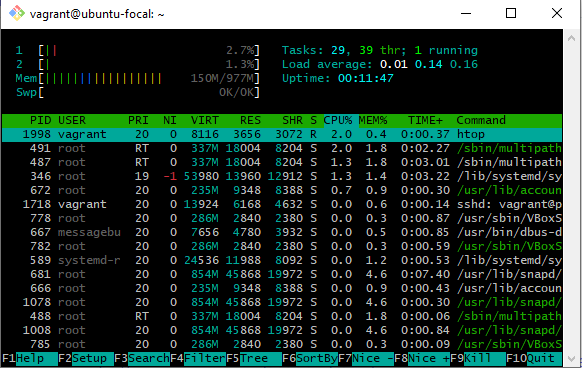 vagrant@ubuntu-focal: ~
1 [|| 2.7%] Tasks: 29, 39 thr; 1 running
2 [| 1.3%] Load average: 0.01 0.14 0.16
Mem[||||||||||||||||| 150M/977M] Uptime: 00:11:47
Swp[ 0K/0K]
PID USER PRI NI VIRT RES SHR S CPU% MEM% TIME+ Command
1998 vagrant 20 0 8116 3656 3072 R 2.0 0.4 0:00.37 htop
491 root RT 0 337M 18004 8204 S 2.0 1.8 0:02.27 /sbin/multipath
487 root RT 0 337M 18004 8204 S 1.3 1.8 0:03.01 /sbin/multipath
346 root 19 -1 53980 13960 12912 S 1.3 1.4 0:03.22 /lib/systemd/sy
672 root 20 0 235M 9348 8388 S 0.7 0.9 0:00.30 /usr/lib/accoun
1718 vagrant 20 0 13924 6168 4632 S 0.0 0.6 0:00.14 sshd: vagrant@p
778 root 20 0 286M 2840 2380 S 0.0 0.3 0:00.87 /usr/sbin/VBoxS
667 messagebu 20 0 7656 4780 3932 S 0.0 0.5 0:00.85 /usr/bin/dbus-d
782 root 20 0 286M 2840 2380 S 0.0 0.3 0:00.59 /usr/sbin/VBoxS
589 systemd-r 20 0 24536 11988 8092 S 0.0 1.2 0:00.53 /lib/systemd/sy
681 root 20 0 854M 45868 19972 S 0.0 4.6 0:07.40 /usr/lib/snapd/
666 root 20 0 235M 9348 8388 S 0.0 0.9 0:00.43 /usr/lib/accoun
1078 root 20 0 854M 45868 19972 S 0.0 4.6 0:00.30 /usr/lib/snapd/
488 root RT 0 337M 18004 8204 S 0.0 1.8 0:00.06 /sbin/multipath
1008 root 20 0 854M 45868 19972 S 0.0 4.6 0:00.84 /usr/lib/snapd/
785 root 20 0 286M 2840 2380 S 0.0 0.3 0:00.09 /usr/sbin/VBoxS
F1Help F2Setup F3SearchF4FilterF5Tree F6SortByF7Nice -F8Nice +F9Kill F10Quit